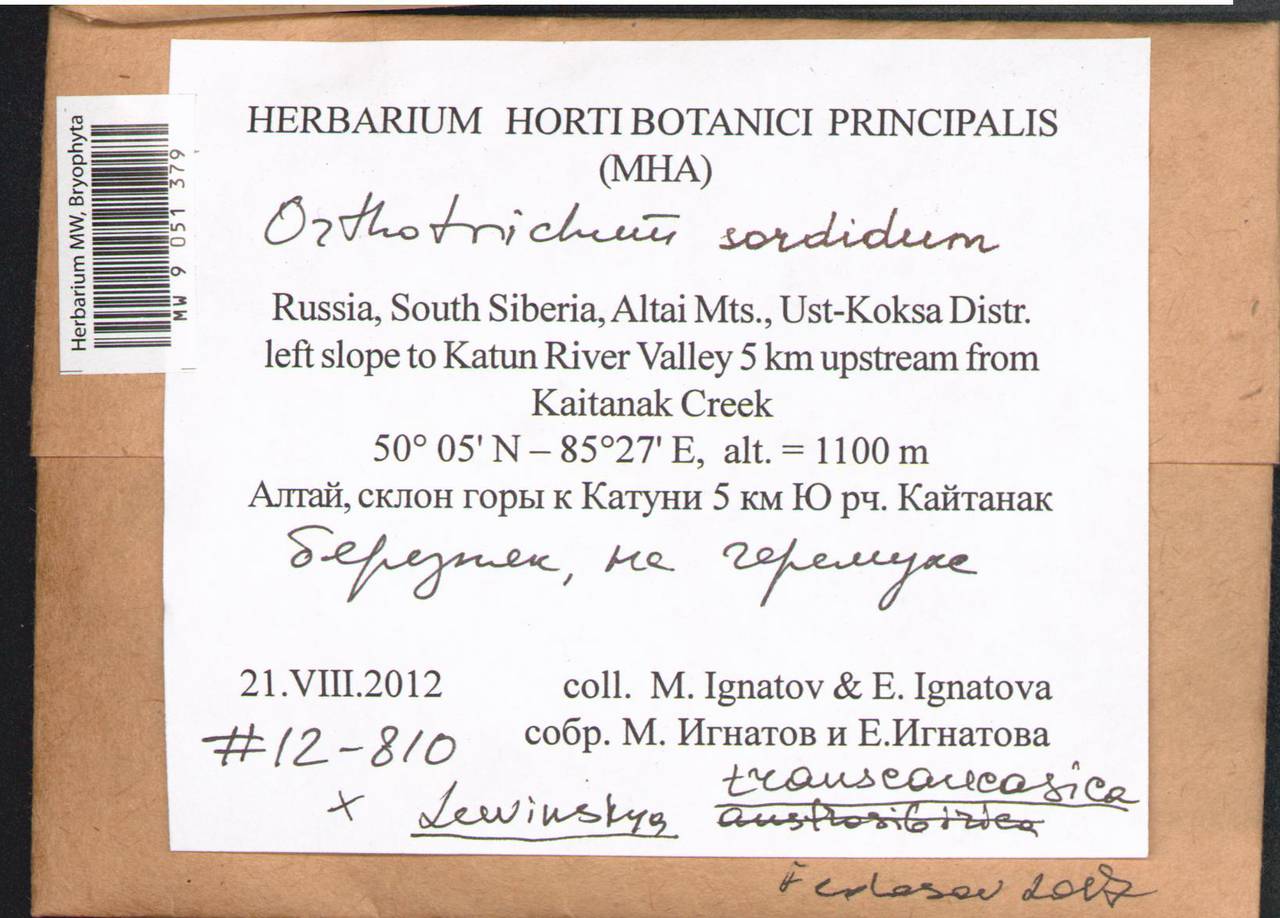 HERBARIUM HORTI BOTANICI PRINCIPALIS
(MHA)
Orthotrichum sordidum
Russia, South Siberia, Altai Mts., Ust-Koksa Distr.
left slope to Katun River Valley 5 km upstream from
Kaitanak Creek
50° 05' N – 85°27' E, alt. = 1100 m
Алтай, склон горы к Катуни 5 км Ю рч. Кайтанак
березняк, на черемухе
21.VIII.2012
coll. M. Ignatov & E. Ignatova
#12-810
собр. М. Игнатов и Е.Игнатова
transcaucasica
× Lewinskya austrosibirica
Fedosov 2017
Herbarium MW, Bryophyta
MW 9 051 379